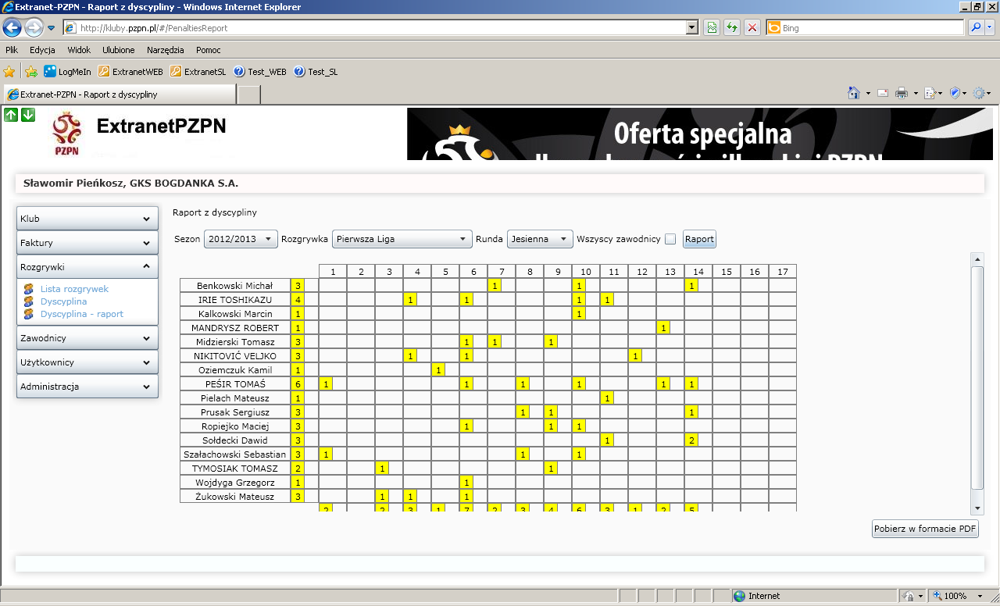 Extranet-PZPN - Raport z dyscypliny - Windows Internet Explorer
http://kluby.pzpn.pl/#/PenaltiesReport Bing
Plik Edycja Widok Ulubione Narzędzia Pomoc
LogMeIn ExtranetWEB ExtranetSL Test_WEB Test_SL
Extranet-PZPN - Raport z dyscypliny
PZPN ExtranetPZPN Oferta specjalna
PZPN
Sławomir Pieńkosz, GKS BOGDANKA S.A.
Klub
Faktury
Rozgrywki
Lista rozgrywek
Dyscyplina
Dyscyplina - raport
Zawodnicy
Użytkownicy
Administracja
Raport z dyscypliny
Sezon 2012/2013 Rozgrywka Pierwsza Liga Runda Jesienna Wszyscy zawodnicy Raport
1 2 3 4 5 6 7 8 9 10 11 12 13 14 15 16 17
Benkowski Michał 3 1 1 1
IRIE TOSHIKAZU 4 1 1 1 1
Kalkowski Marcin 1 1
MANDRYSZ ROBERT 1 1
Midzierski Tomasz 3 1 1 1
NIKITOVIĆ VELJKO 3 1 1 1
Oziemczuk Kamil 1 1
PEŚIR TOMAŚ 6 1 1 1 1 1 1
Pielach Mateusz 1 1
Prusak Sergiusz 3 1 1 1
Ropiejko Maciej 3 1 1 1
Sołdecki Dawid 3 1 2
Szałachowski Sebastian 3 1 1 1
TYMOSIAK TOMASZ 2 1 1
Wojdyga Grzegorz 1 1
Żukowski Mateusz 3 1 1 1
2 2 3 1 7 2 3 4 6 3 1 2 5
Pobierz w formacie PDF
Internet 100%